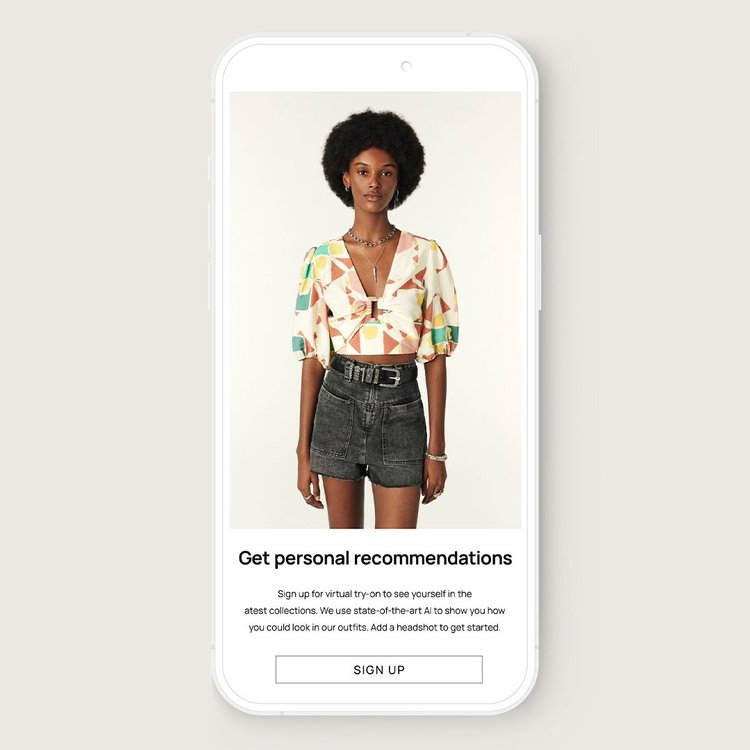 Get personal recommendations
Sign up for virtual try-on to see yourself in the
atest collections. We use state-of-the-art AI to show you how
you could look in our outfits. Add a headshot to get started.
SIGN UP